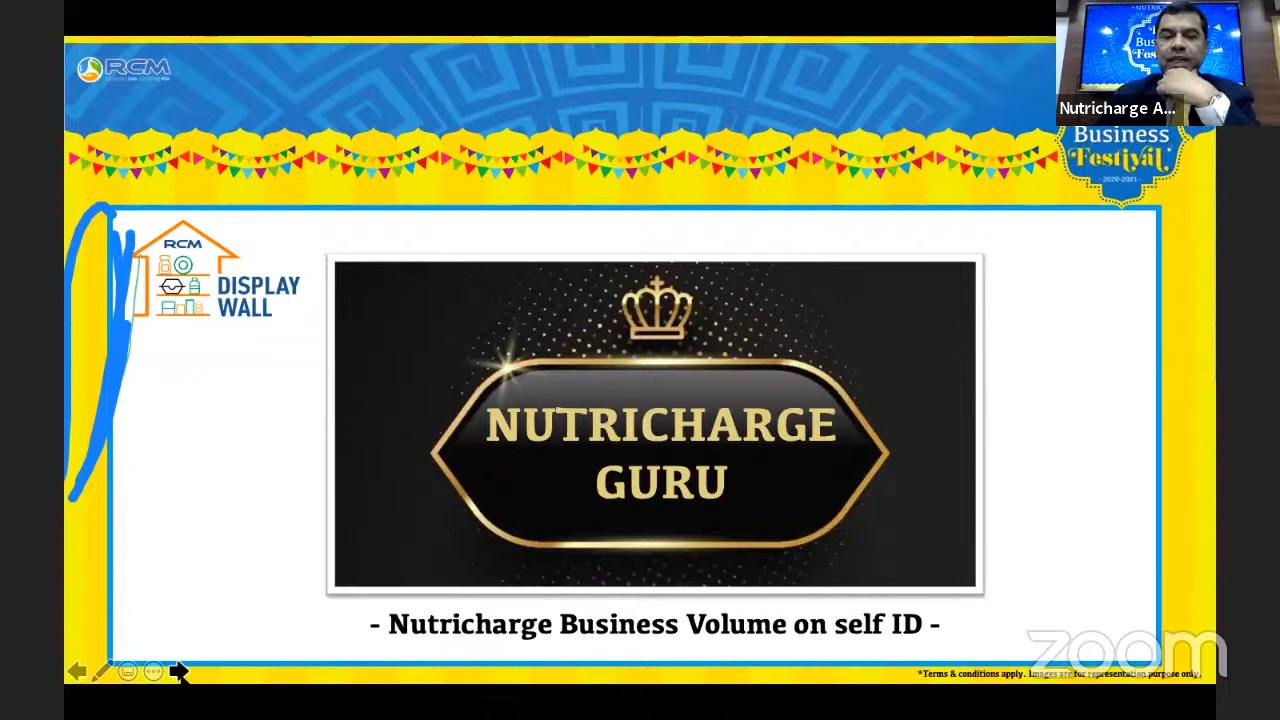 RCM
NUTRIC
Nutricharge A...
Business
Festival
- 2020-2021 -
RCM
DISPLAY
WALL
NUTRICHARGE
GURU
- Nutricharge Business Volume on self ID -
zoom
*Terms & conditions apply. Images are for representation purpose only.